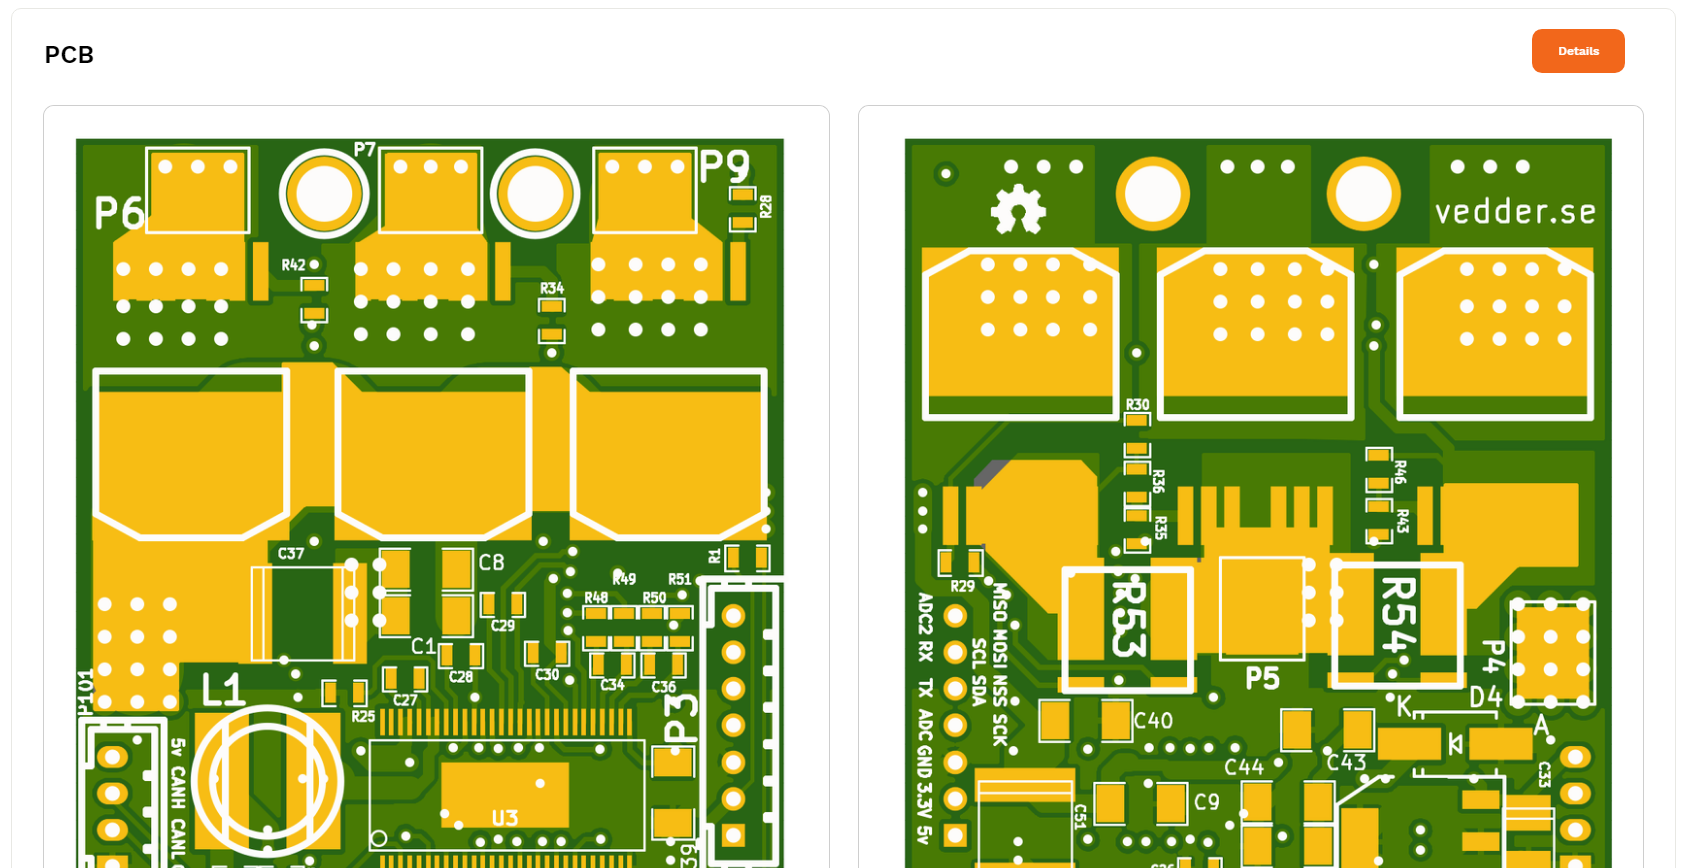 PCB
Details
P7
P9
P6
R28
R42
R34
C37
C8
R1
R49
R51
R48
R50
C29
C1
C28
C30
C34
C36
P101
L1
C27
R25
P3
5v CANH CANL
U3
vedder.se
R30
R36
R46
R35
R43
R29
ADC2 RX TX ADC GND 3.3V 5v
MISO MOSI NSS SCK
SCL SDA
R53
R54
P5
P4
D4
K
A
C40
C43
C44
C33
C9
C51